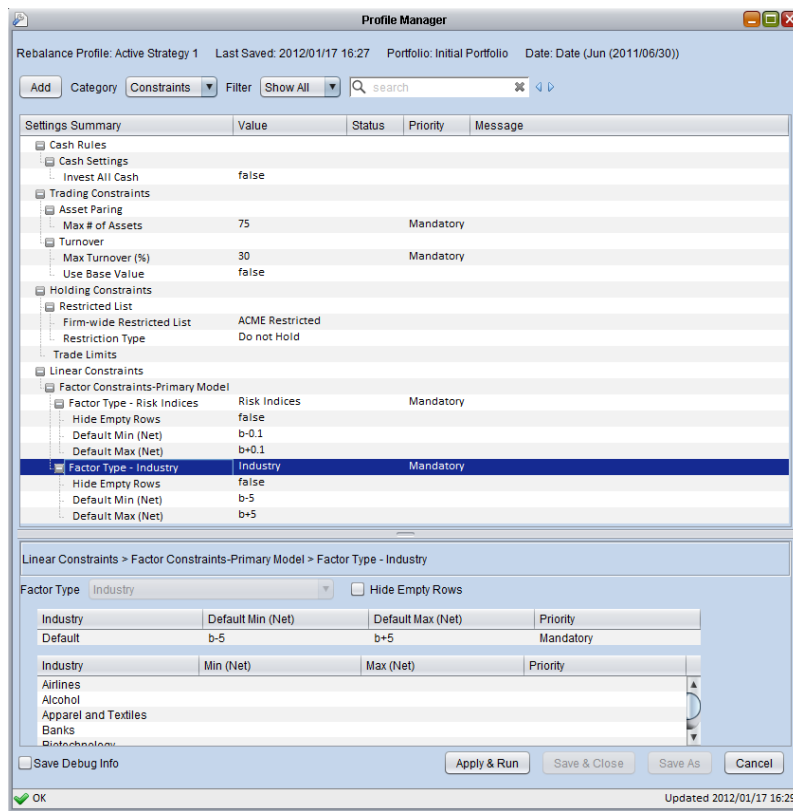 Profile Manager
Rebalance Profile: Active Strategy 1 Last Saved: 2012/01/17 16:27 Portfolio: Initial Portfolio Date: Date (Jun (2011/06/30))
Add Category Constraints Filter Show All search
Settings Summary Value Status Priority Message
Cash Rules
Cash Settings
Invest All Cash false
Trading Constraints
Asset Paring
Max # of Assets 75 Mandatory
Turnover
Max Turnover (%) 30 Mandatory
Use Base Value false
Holding Constraints
Restricted List
Firm-wide Restricted List ACME Restricted
Restriction Type Do not Hold
Trade Limits
Linear Constraints
Factor Constraints-Primary Model
Factor Type - Risk Indices Risk Indices Mandatory
Hide Empty Rows false
Default Min (Net) b-0.1
Default Max (Net) b+0.1
Factor Type - Industry Industry Mandatory
Hide Empty Rows false
Default Min (Net) b-5
Default Max (Net) b+5
Linear Constraints > Factor Constraints-Primary Model > Factor Type - Industry
Factor Type Industry Hide Empty Rows
Industry Default Min (Net) Default Max (Net) Priority
Default b-5 b+5 Mandatory
Industry Min (Net) Max (Net) Priority
Airlines
Alcohol
Apparel and Textiles
Banks
Biotechnology
Save Debug Info Apply & Run Save & Close Save As Cancel
OK Updated 2012/01/17 16:29